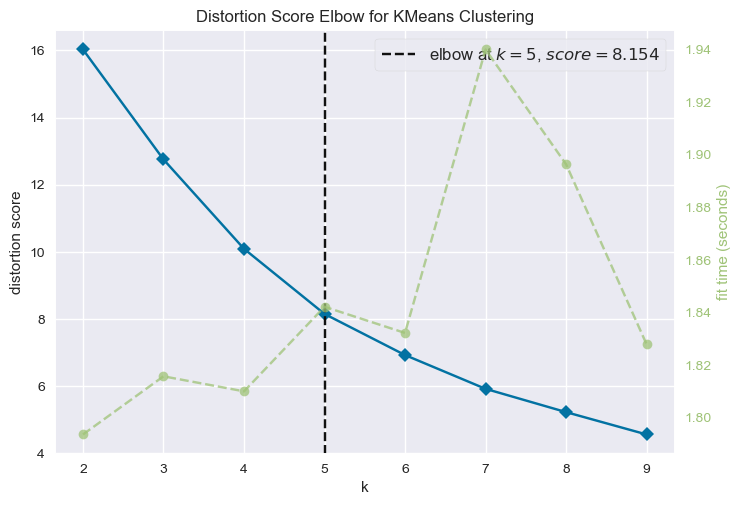 Distortion Score Elbow for KMeans Clustering
elbow at k = 5, score = 8.154
16
14
12
10
8
6
4
distortion score
1.94
1.92
1.90
1.88
1.86
1.84
1.82
1.80
fit time (seconds)
2 3 4 5 6 7 8 9
k